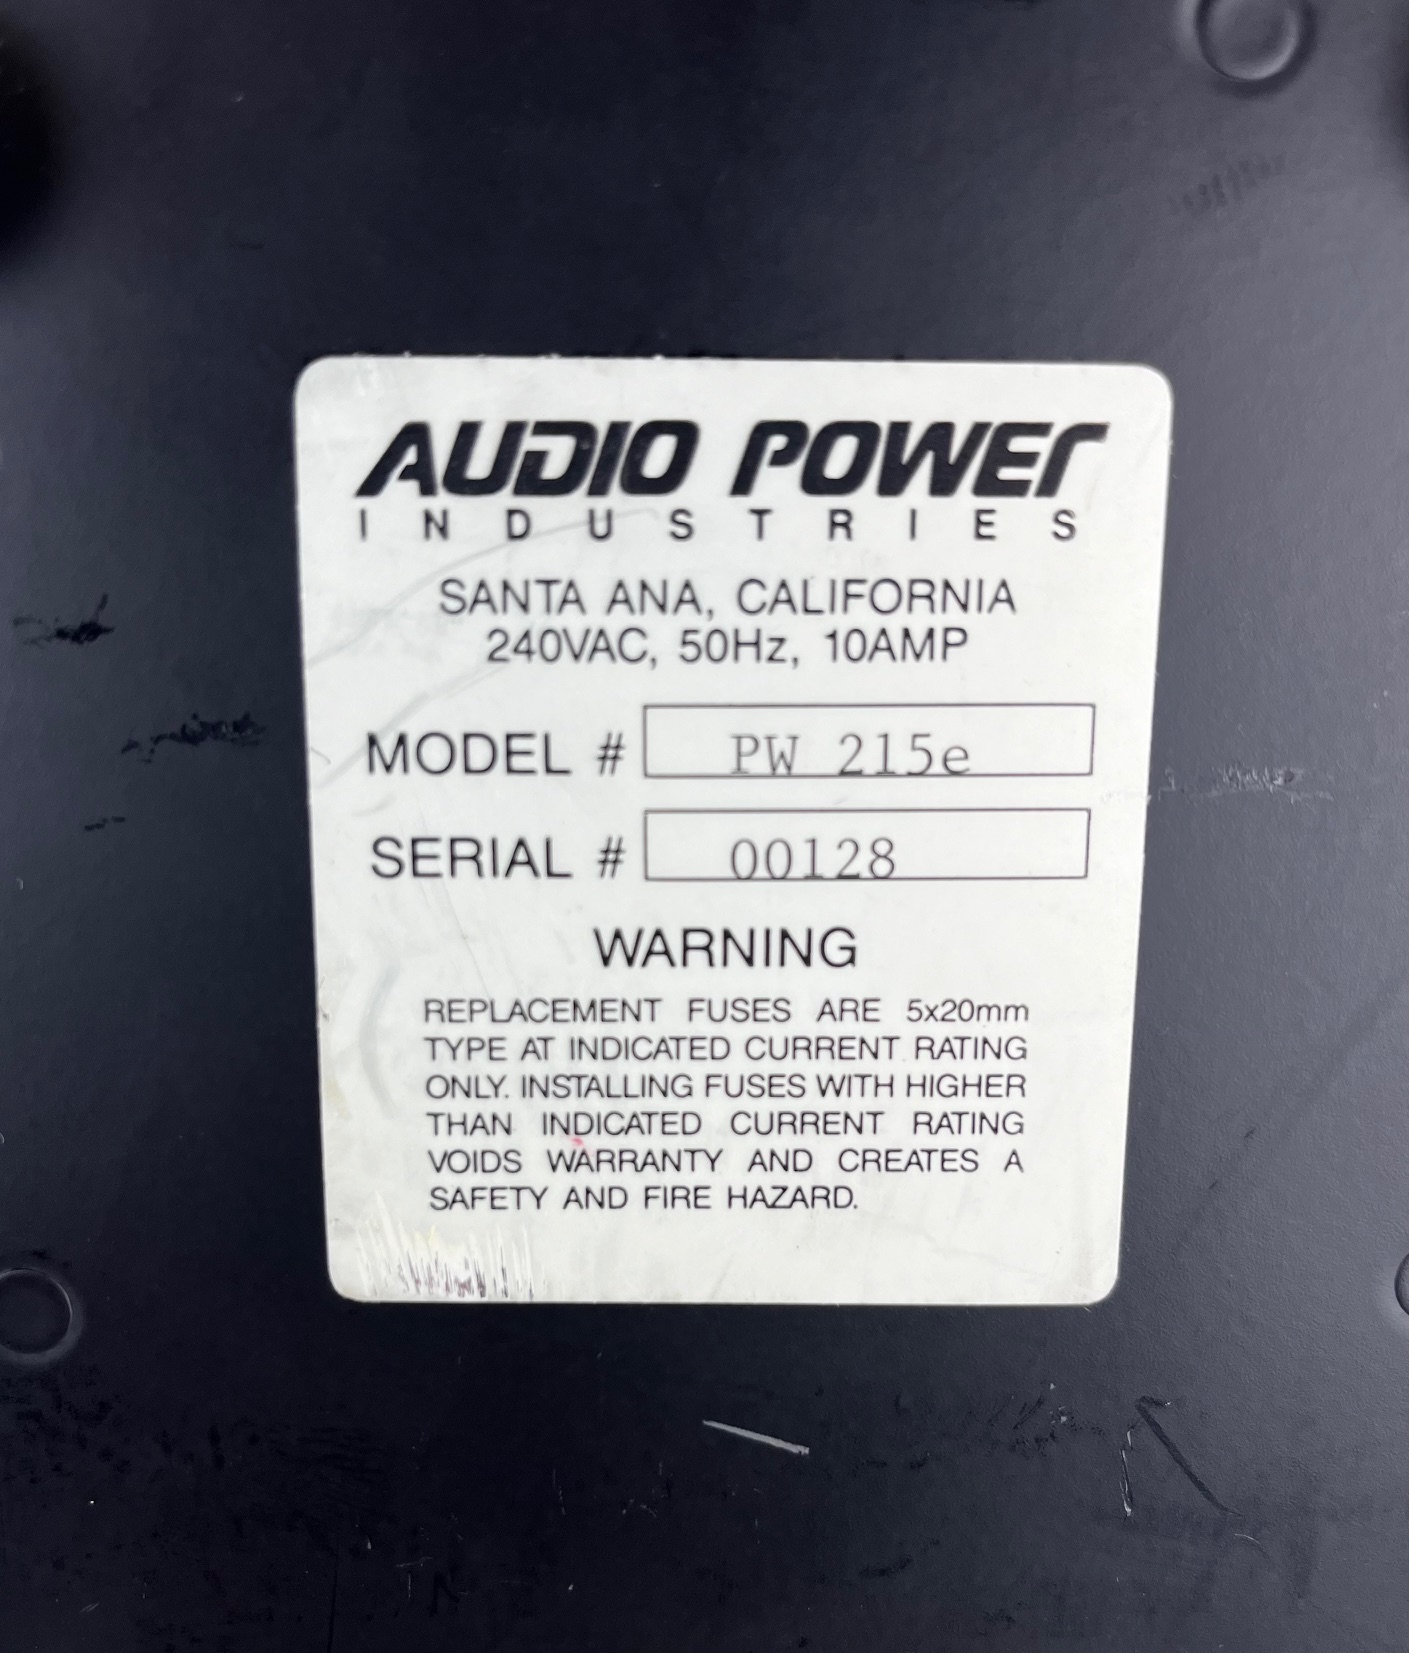 AUDIO POWER
INDUSTRIES
SANTA ANA, CALIFORNIA
240VAC, 50Hz, 10AMP
MODEL # PW 215e
SERIAL # 00128
WARNING
REPLACEMENT FUSES ARE 5x20mm
TYPE AT INDICATED CURRENT RATING
ONLY. INSTALLING FUSES WITH HIGHER
THAN INDICATED CURRENT RATING
VOIDS WARRANTY AND CREATES A
SAFETY AND FIRE HAZARD.